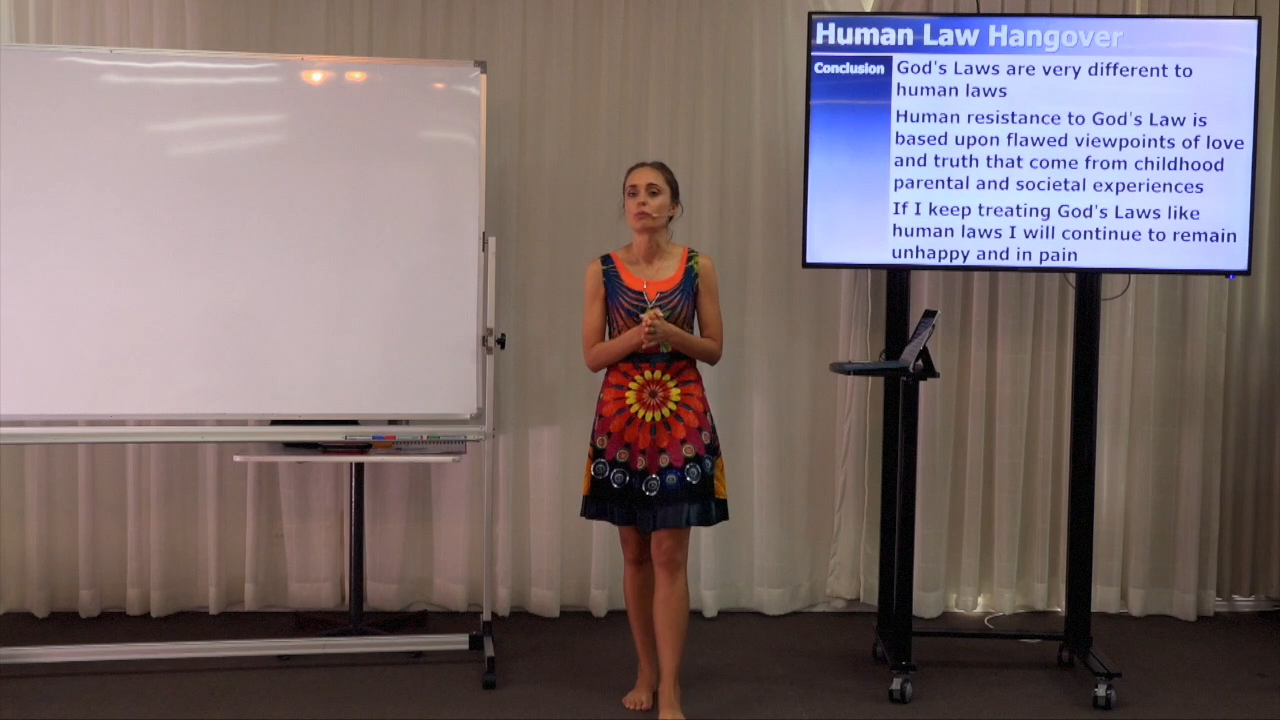 Human Law Hangover
Conclusion
God's Laws are very different to
human laws
Human resistance to God's Law is
based upon flawed viewpoints of love
and truth that come from childhood
parental and societal experiences
If I keep treating God's Laws like
human laws I will continue to remain
unhappy and in pain